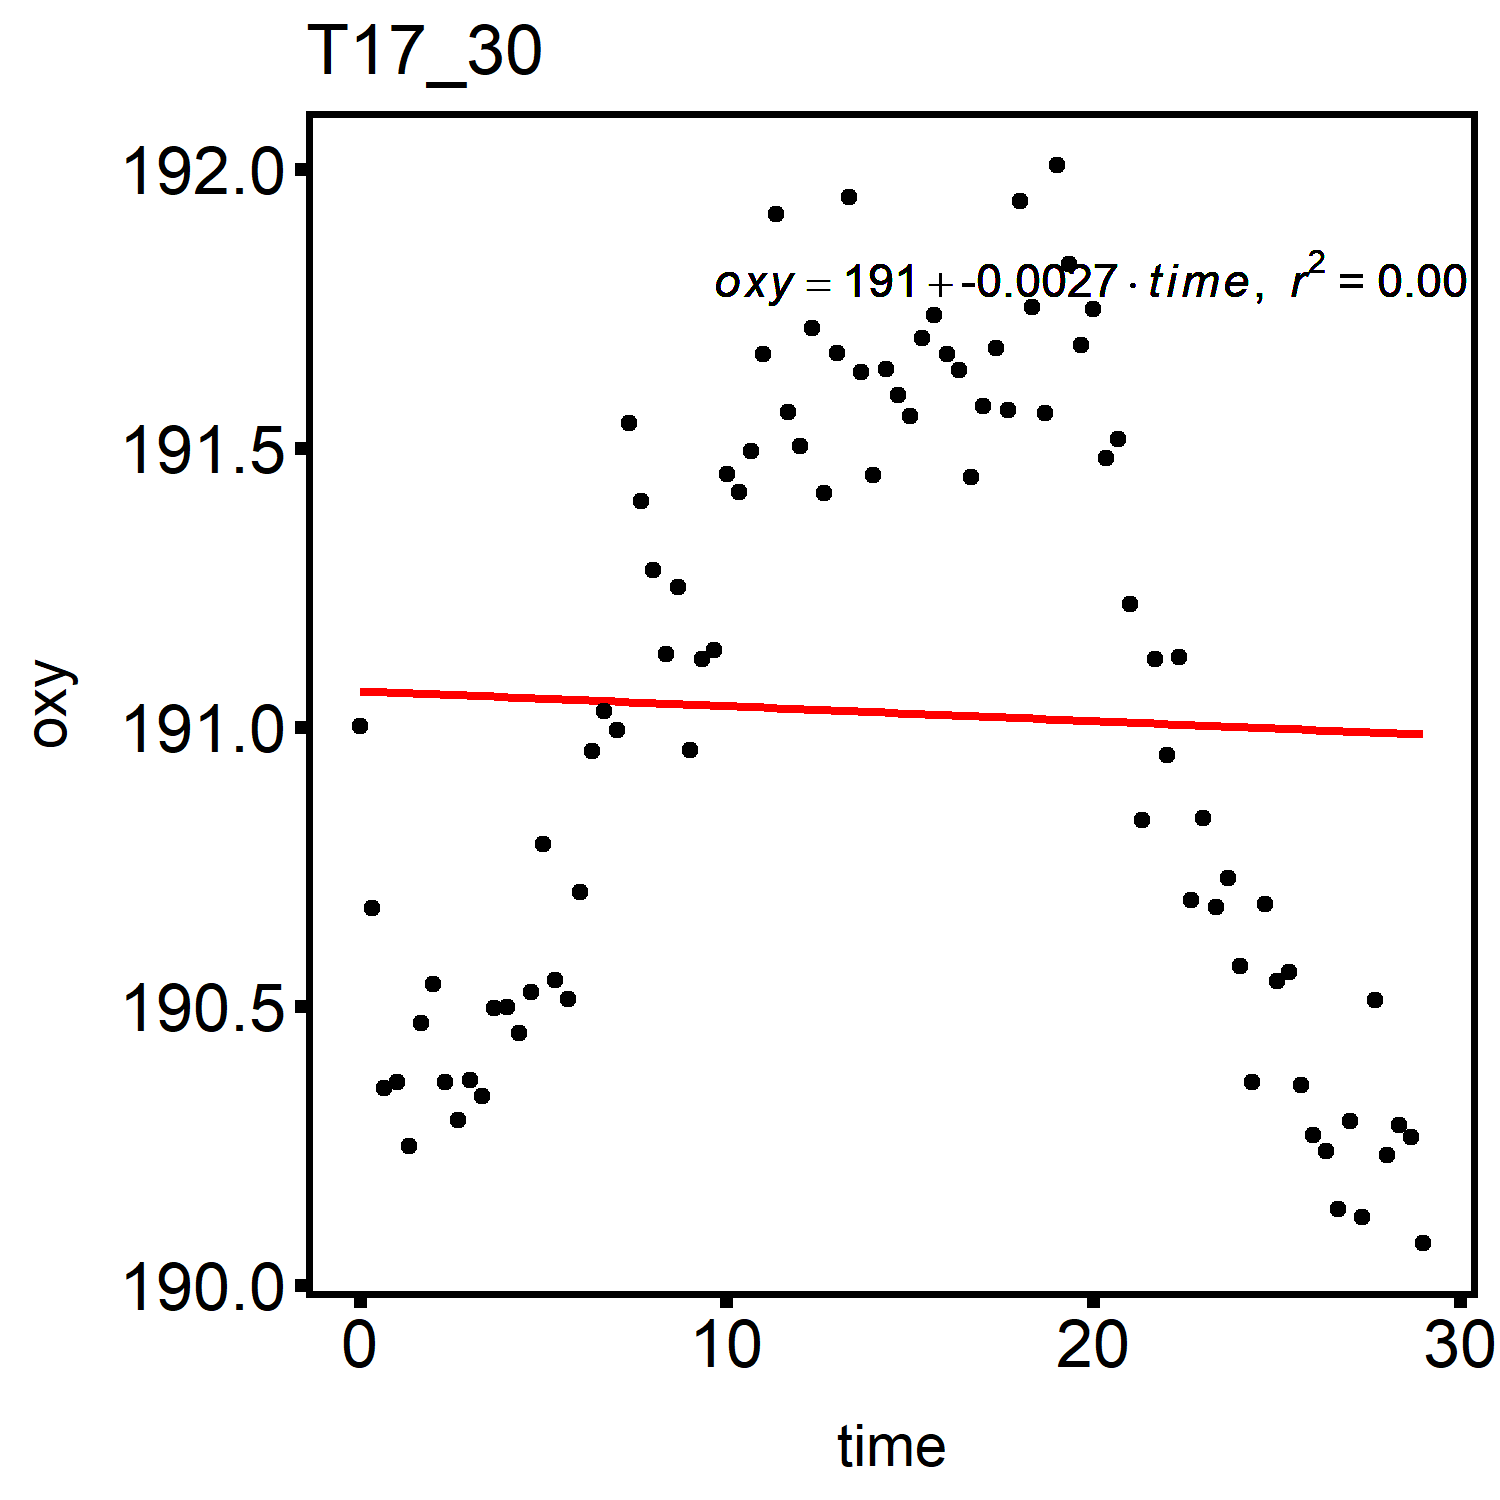 T17_30
192.0
oxy = 191 + -0.0027 · time, r² = 0.00
191.5
191.0
190.5
190.0
oxy
0 10 20 30
time